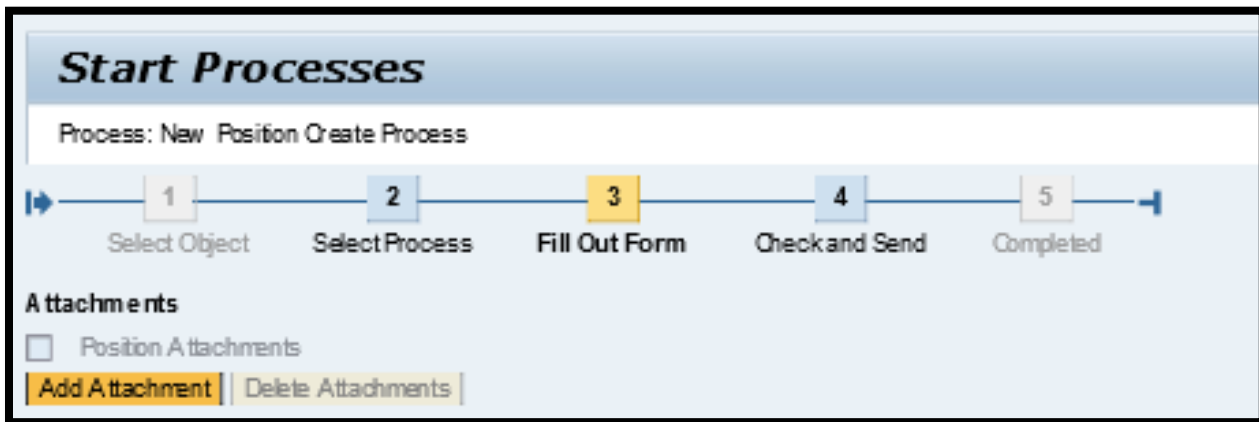 Start Processes
Process: New Position Create Process
1 2 3 4 5
Select Object Select Process Fill Out Form Check and Send Completed
Attachments
Position Attachments
Add Attachment Delete Attachments